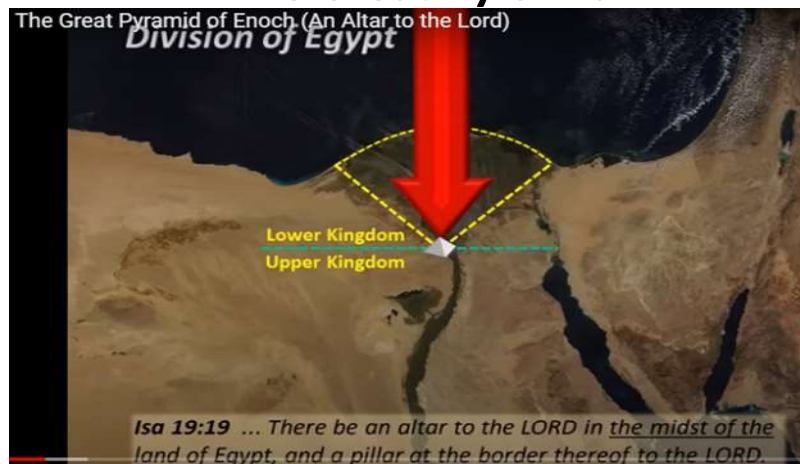 The Great Pyramid of Enoch (An Altar to the Lord)
Division of Egypt
Lower Kingdom
Upper Kingdom
Isa 19:19 ... There be an altar to the LORD in the midst of the
land of Egypt, and a pillar at the border thereof to the LORD.